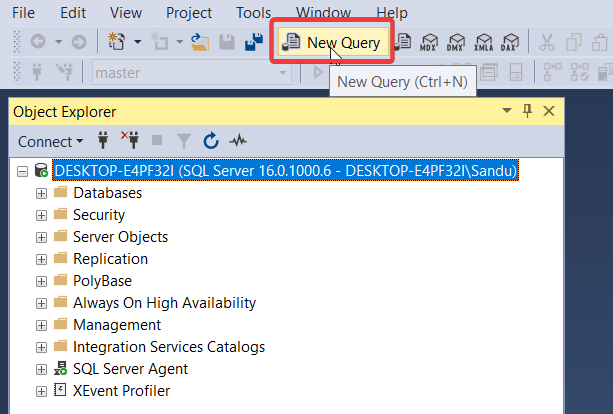 File Edit View Project Tools Window Help
New Query MDX DMX XMLA DAX
master
New Query (Ctrl+N)
Object Explorer
Connect
DESKTOP-E4PF32I (SQL Server 16.0.1000.6 - DESKTOP-E4PF32I\Sandu)
Databases
Security
Server Objects
Replication
PolyBase
Always On High Availability
Management
Integration Services Catalogs
SQL Server Agent
XEvent Profiler